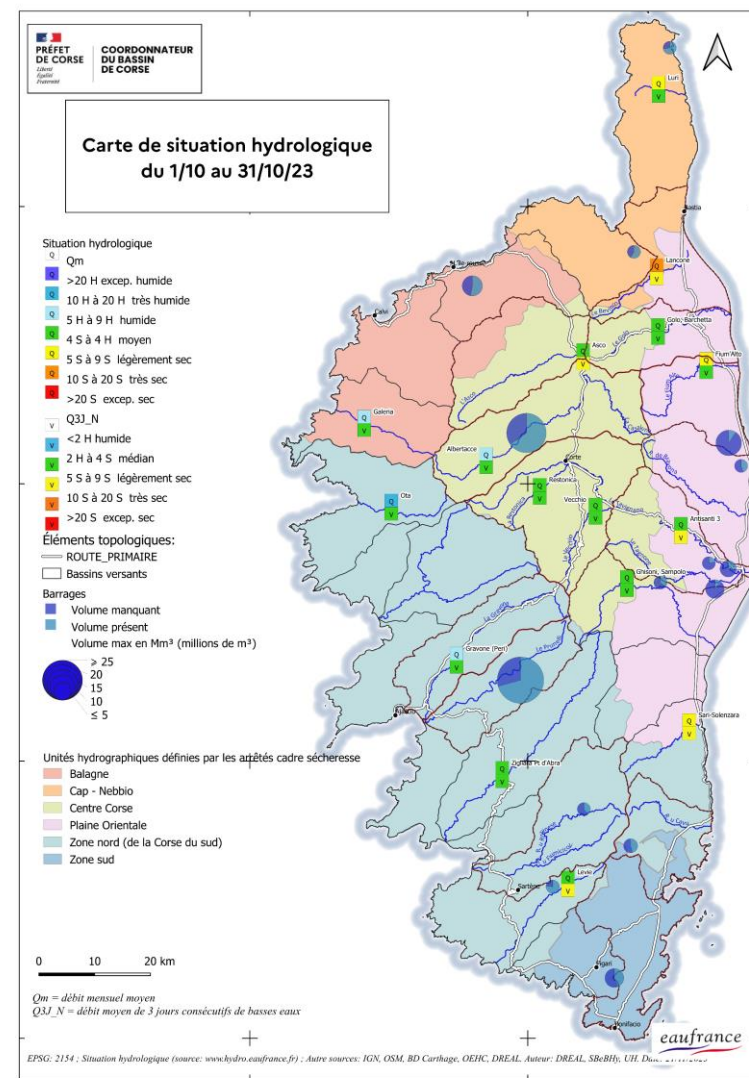 PRÉFET
DE CORSE
Liberté
Égalité
Fraternité
COORDONNATEUR
DU BASSIN
DE CORSE
Carte de situation hydrologique
du 1/10 au 31/10/23
Situation hydrologique
Q Qm
Q >20 H excep. humide
Q 10 H à 20 H très humide
Q 5 H à 9 H humide
Q 4 S à 4 H moyen
Q 5 S à 9 S légèrement sec
Q 10 S à 20 S très sec
Q >20 S excep. sec
V Q3J_N
V <2 H humide
V 2 H à 4 S médian
V 5 S à 9 S légèrement sec
V 10 S à 20 S très sec
V >20 S excep. sec
Éléments topologiques:
ROUTE_PRIMAIRE
Bassins versants
Barrages
Volume manquant
Volume présent
Volume max en Mm³ (millions de m³)
≥ 25
20
15
10
≤ 5
Unités hydrographiques définies par les arrêtés cadre sécheresse
Balagne
Cap - Nebbio
Centre Corse
Plaine Orientale
Zone nord (de la Corse du sud)
Zone sud
Luri
Q
V
Bastia
Lancone
Q
V
Calvi
Golo, Barchetta
Q
V
Asco
Q
V
Le Golo
Fium'Alto
Q
V
L'Asco
Galeria
Q
V
Albertacce
Q
V
Corte
Restonica
Q
V
Vecchio
Q
V
Ota
Q
V
Antisanti 3
Q
V
Ghisoni, Sampolo
Q
V
Gravone (Peri)
Q
V
Le Prunelli
San-Solenzara
Q
V
Q
V
Levie
Q
V
Sartène
Bonifacio
0 10 20 km
Qm = débit mensuel moyen
Q3J_N = débit moyen de 3 jours consécutifs de basses eaux
eaufrance
EPSG: 2154 ; Situation hydrologique (source: www.hydro.eaufrance.fr) ; Autre sources: IGN, OSM, BD Carthage, OEHC, DREAL. Auteur: DREAL, SBeBHy, UH.